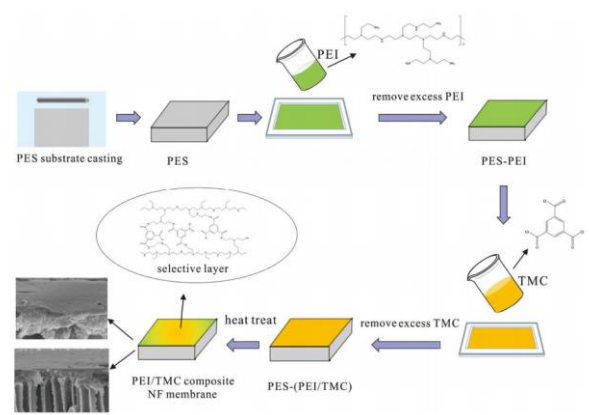 PEI
remove excess PEI
PES substrate casting
PES
PES-PEI
TMC
selective layer
heat treat
remove excess TMC
PEI/TMC composite
NF membrane
PES-(PEI/TMC)